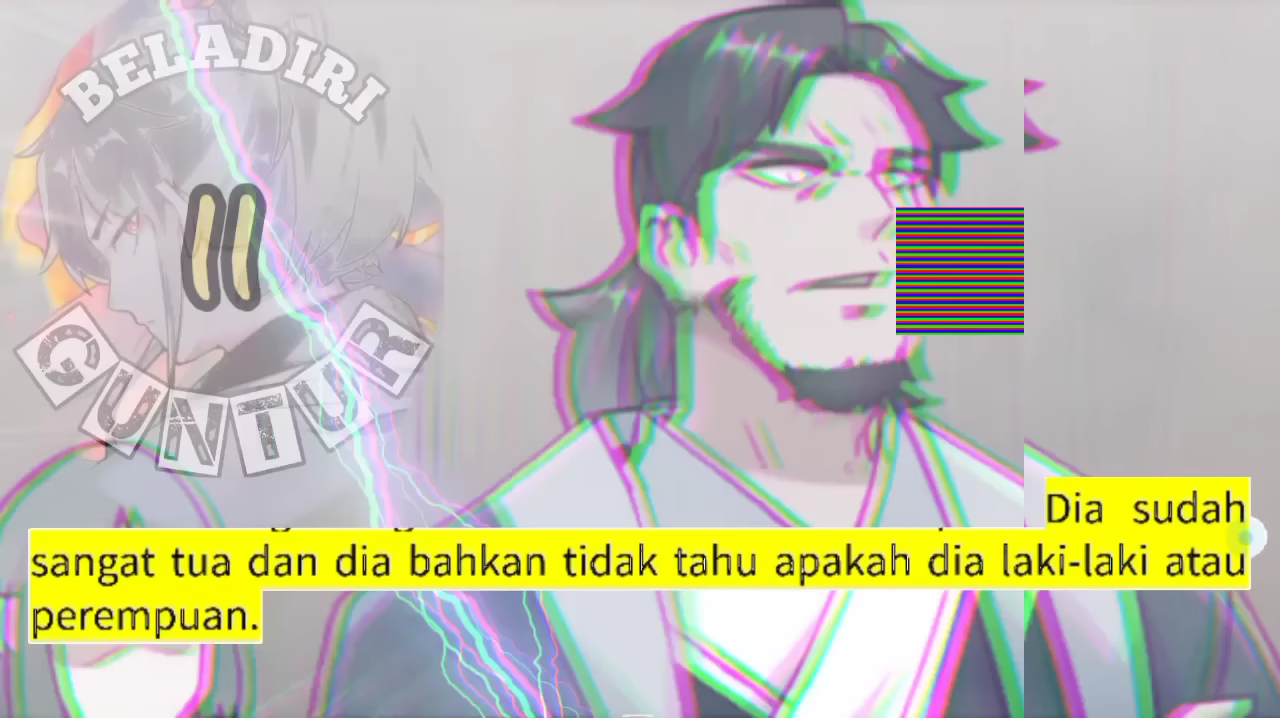 BELADIRI
GUNTUR
Dia sudah
sangat tua dan dia bahkan tidak tahu apakah dia laki-laki atau
perempuan.